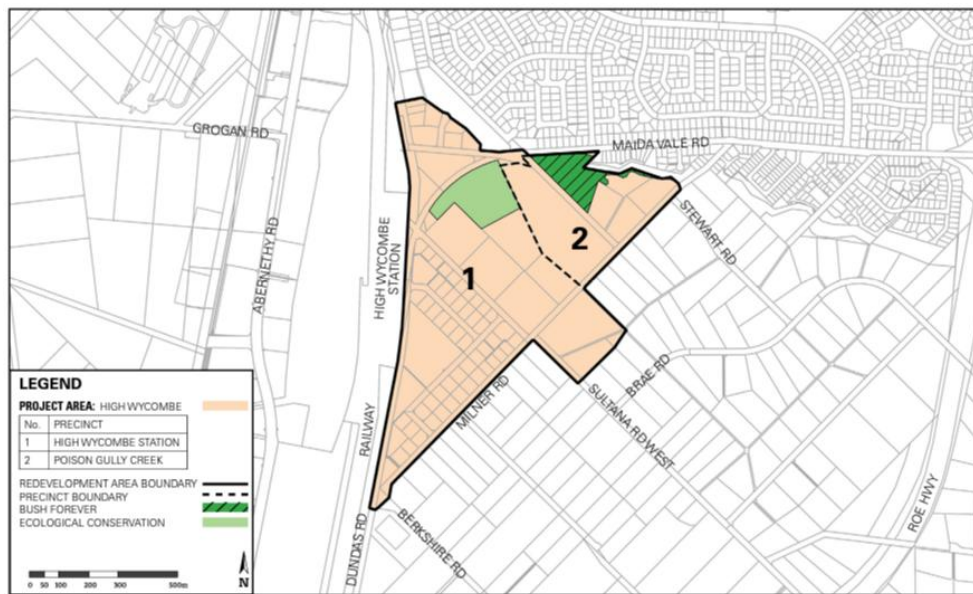 GROGAN RD
MAIDA VALE RD
ABERNETHY RD
HIGH WYCOMBE
STATION
STEWART RD
1
2
BRAE RD
MILNER RD
SULTANA RD WEST
RAILWAY
DUNDAS RD
BERKSHIRE RD
ROE HWY
LEGEND
PROJECT AREA: HIGH WYCOMBE
No. PRECINCT
1 HIGH WYCOMBE STATION
2 POISON GULLY CREEK
REDEVELOPMENT AREA BOUNDARY
PRECINCT BOUNDARY
BUSH FOREVER
ECOLOGICAL CONSERVATION
0 50 100 200 300 500m
N